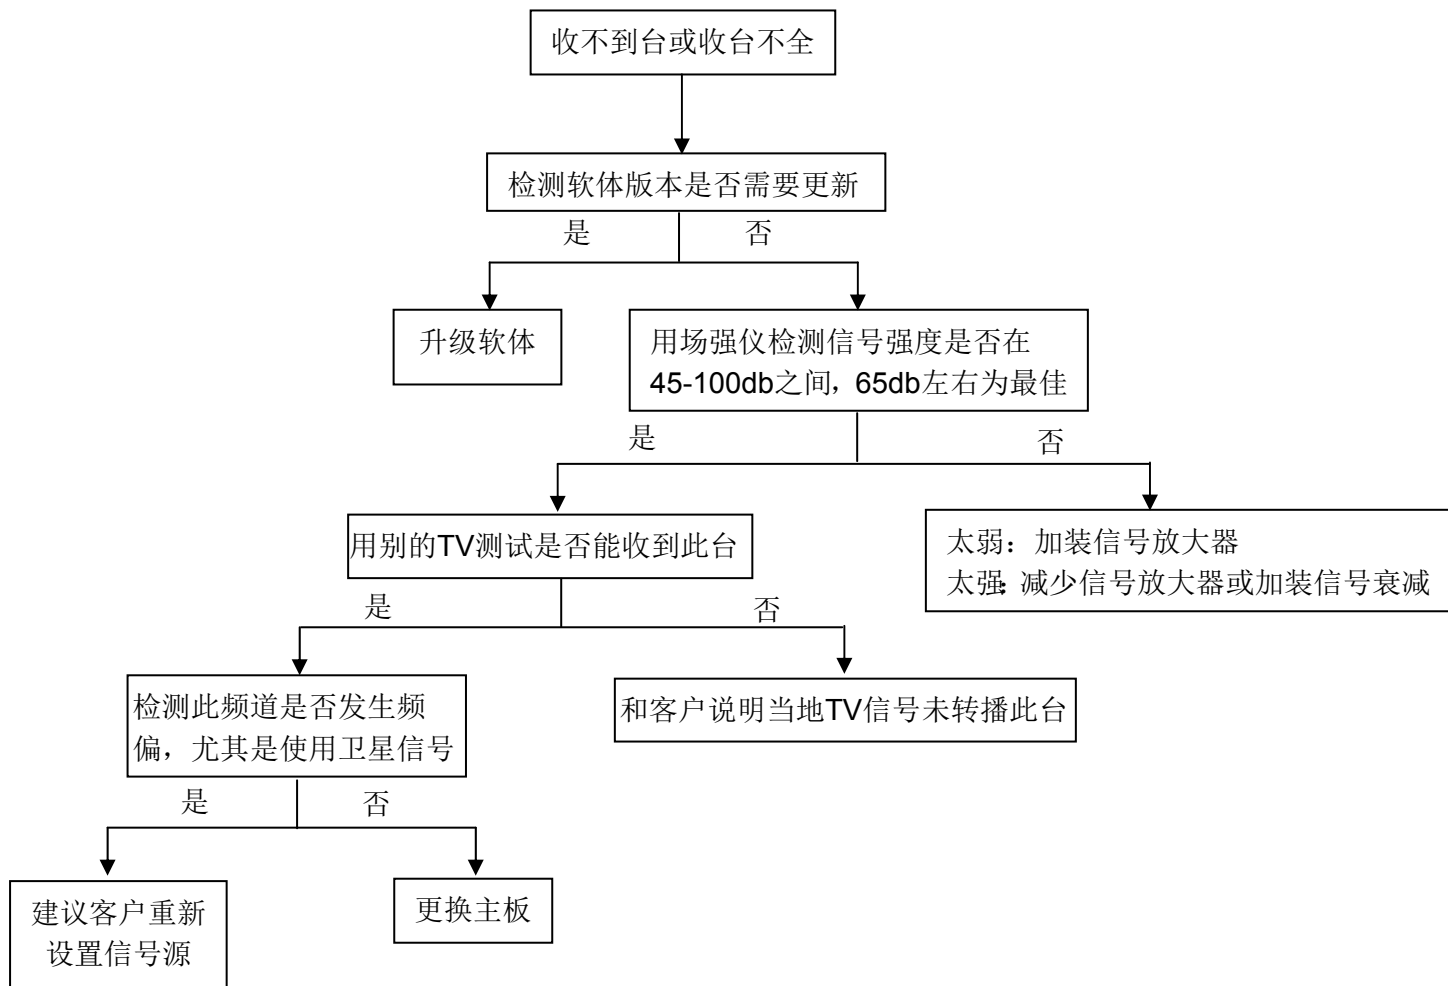 收不到台或收台不全
检测软体版本是否需要更新
是
否
升级软体
用场强仪检测信号强度是否在
45-100db之间，65db左右为最佳
是
否
用别的TV测试是否能收到此台
太弱：加装信号放大器
太强：减少信号放大器或加装信号衰减
是
否
检测此频道是否发生频
偏，尤其是使用卫星信号
和客户说明当地TV信号未转播此台
是
否
建议客户重新
设置信号源
更换主板